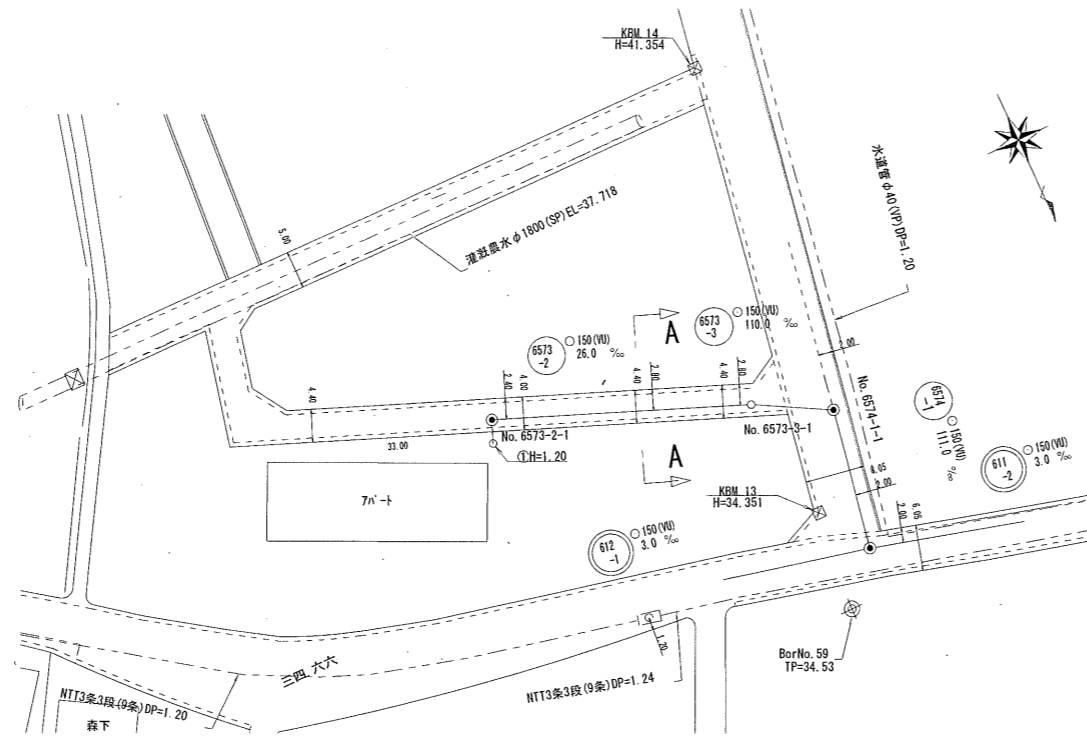 KBM.14
H=41.354
水道管φ40(VP)DP=1.20
5.00
灌漑農水φ1800(SP)EL=37.718
A
6573
-3
150(VU)
110.0 ‰
6573
-2
150(VU)
26.0 ‰
2.00
4.40
2.40
4.00
4.40
2.80
4.40
2.80
No. 6574-1-1
6574
-1
150(VU)
111.0 ‰
No. 6573-2-1
No. 6573-3-1
33.00
①H=1.20
A
611
-2
150(VU)
3.0 ‰
アパート
KBM.13
H=34.351
2.00
2.00
6.05
612
-1
150(VU)
3.0 ‰
1.20
BorNo.59
TP=34.53
三四.六六
NTT3条3段(9条)DP=1.24
NTT3条3段(9条)DP=1.20
森下